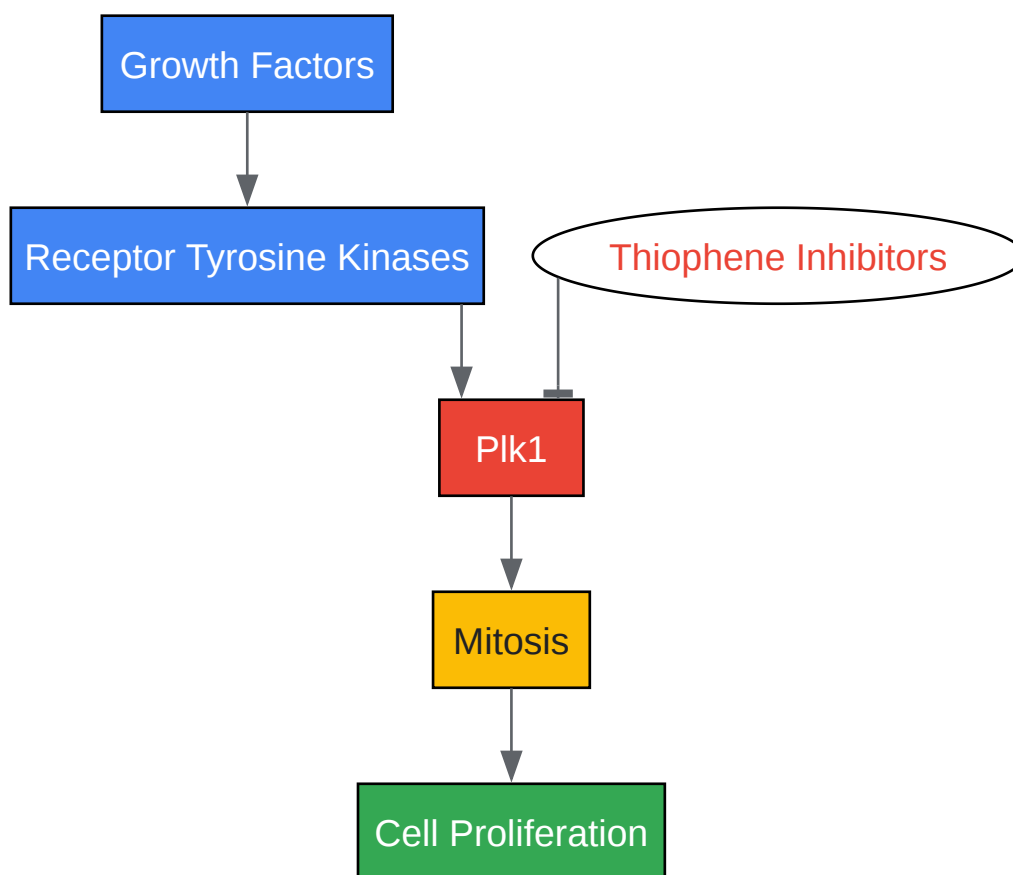 Growth Factors
Receptor Tyrosine Kinases
Thiophene Inhibitors
Plk1
Mitosis
Cell Proliferation